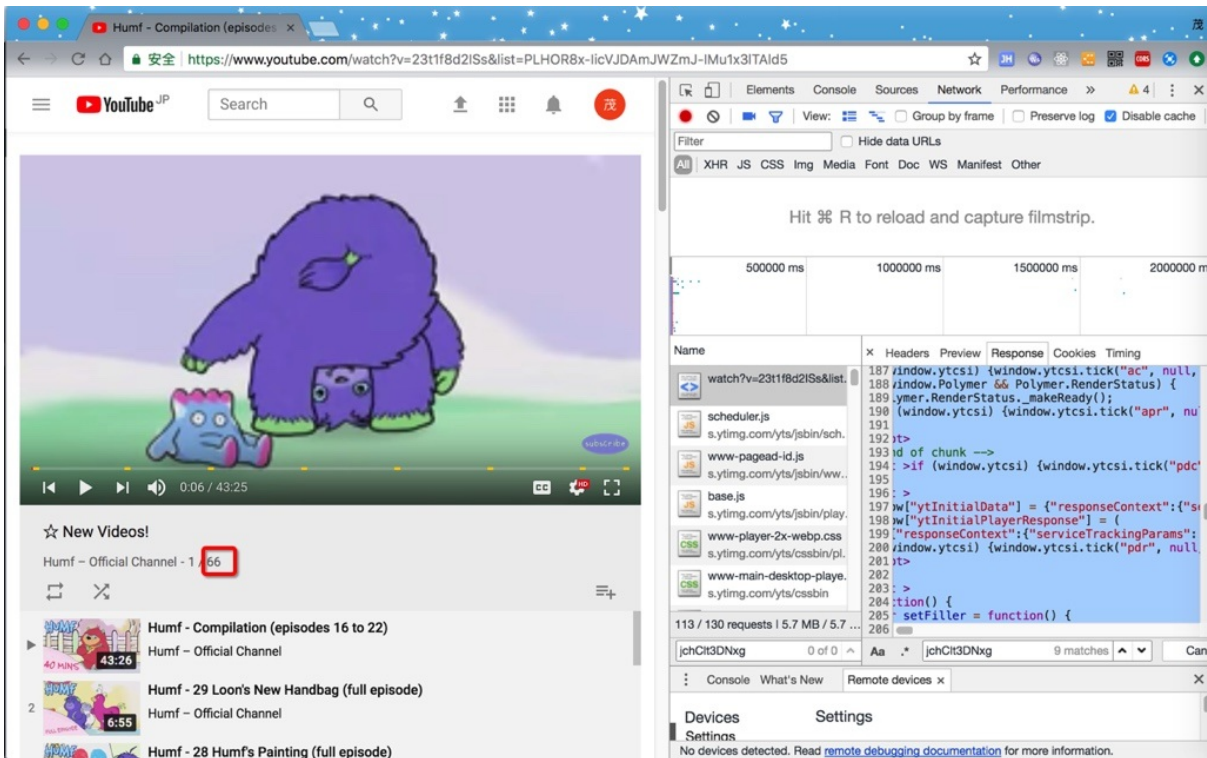 Humf - Compilation (episodes ×
茂
安全 https://www.youtube.com/watch?v=23t1f8d2ISs&list=PLHOR8x-IicVJDAmJWZmJ-IMu1x3ITAld5
JH
CORS
YouTube JP
Search
茂
subscribe
0:06 / 43:25
CC
HD
☆ New Videos!
Humf – Official Channel - 1 / 66
Humf - Compilation (episodes 16 to 22)
Humf – Official Channel
HUMF
40 MINS
43:26
2
Humf - 29 Loon's New Handbag (full episode)
Humf – Official Channel
HUMF
6:55
Humf - 28 Humf's Painting (full episode)
HUMF
Elements Console Sources Network Performance » 4 ⋮ ×
View: Group by frame Preserve log Disable cache
Filter Hide data URLs
All XHR JS CSS Img Media Font Doc WS Manifest Other
Hit ⌘ R to reload and capture filmstrip.
500000 ms 1000000 ms 1500000 ms 2000000 m
Name
watch?v=23t1f8d2ISs&list.
scheduler.js
s.ytimg.com/yts/jsbin/sch.
www-pagead-id.js
s.ytimg.com/yts/jsbin/ww..
base.js
s.ytimg.com/yts/jsbin/play.
www-player-2x-webp.css
s.ytimg.com/yts/cssbin/pl.
www-main-desktop-playe.
s.ytimg.com/yts/cssbin
113 / 130 requests | 5.7 MB / 5.7 ...
× Headers Preview Response Cookies Timing
187 window.ytcsi) {window.ytcsi.tick("ac", null,
188 window.Polymer && Polymer.RenderStatus) {
189 .ymer.RenderStatus._makeReady();
190 (window.ytcsi) {window.ytcsi.tick("apr", nu
191
192 pt>
193 nd of chunk -->
194 >if (window.ytcsi) {window.ytcsi.tick("pdc"
195
196 >
197 ow["ytInitialData"] = {"responseContext":{"s
198 ow["ytInitialPlayerResponse"] = (
199 ["responseContext":{"serviceTrackingParams":
200 window.ytcsi) {window.ytcsi.tick("pdr", null
201 pt>
202
203 >
204 ction() {
205 setFiller = function() {
206
jchClt3DNxg 0 of 0
Aa .* jchClt3DNxg 9 matches Can
⋮ Console What's New Remote devices × ×
Devices Settings
Settings
No devices detected. Read remote debugging documentation for more information.